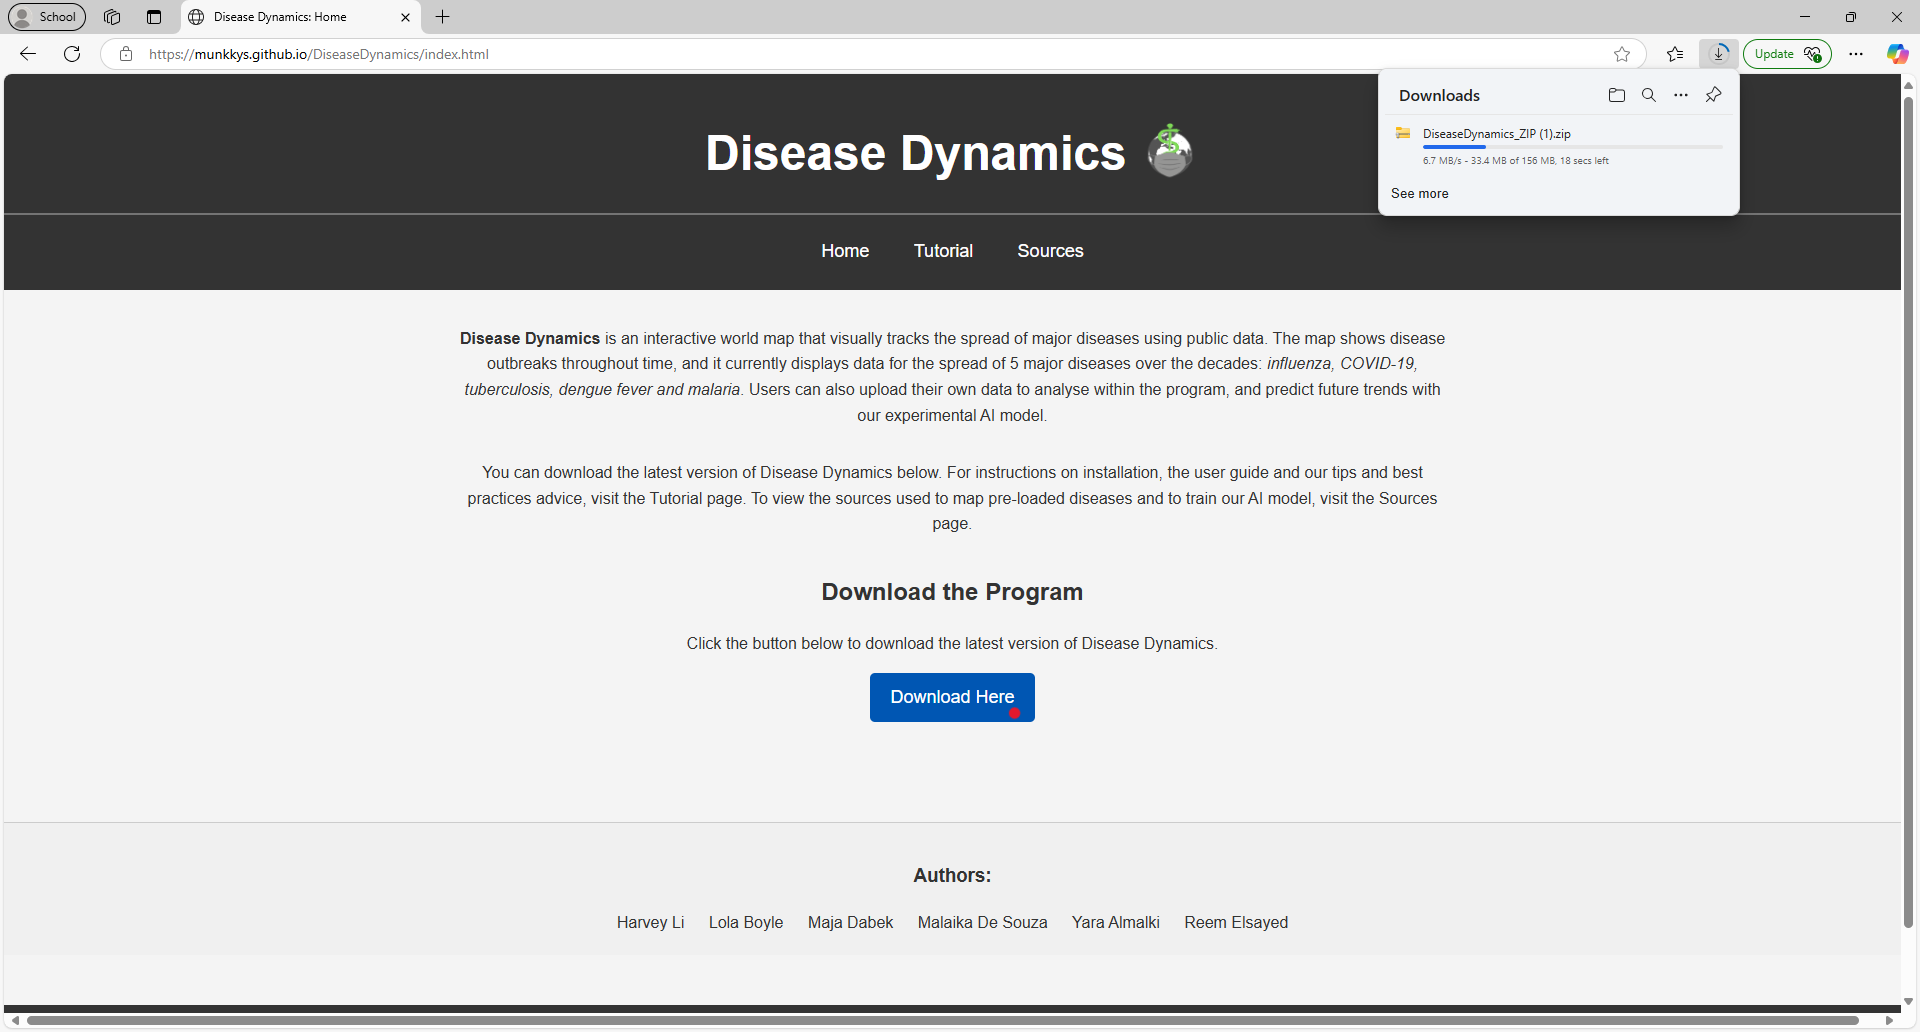 School
Disease Dynamics: Home
https://munkkys.github.io/DiseaseDynamics/index.html
Update
Downloads
DiseaseDynamics_ZIP (1).zip
6.7 MB/s - 33.4 MB of 156 MB, 18 secs left
See more
Disease Dynamics
Home Tutorial Sources
Disease Dynamics is an interactive world map that visually tracks the spread of major diseases using public data. The map shows disease
outbreaks throughout time, and it currently displays data for the spread of 5 major diseases over the decades: influenza, COVID-19,
tuberculosis, dengue fever and malaria. Users can also upload their own data to analyse within the program, and predict future trends with
our experimental AI model.
You can download the latest version of Disease Dynamics below. For instructions on installation, the user guide and our tips and best
practices advice, visit the Tutorial page. To view the sources used to map pre-loaded diseases and to train our AI model, visit the Sources
page.
Download the Program
Click the button below to download the latest version of Disease Dynamics.
Download Here
Authors:
Harvey Li Lola Boyle Maja Dabek Malaika De Souza Yara Almalki Reem Elsayed